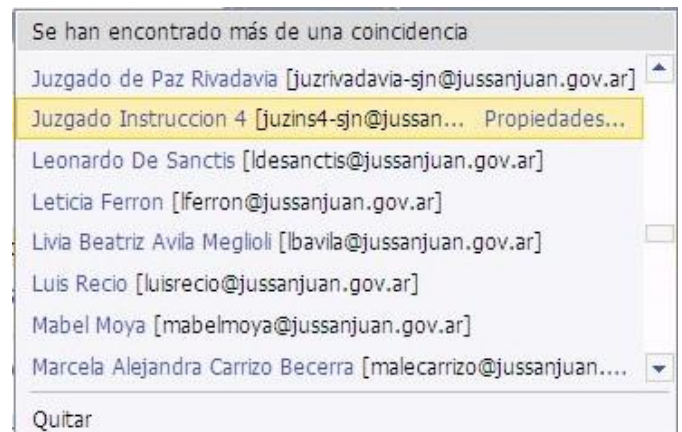 Se han encontrado más de una coincidencia
Juzgado de Paz Rivadavia [juzrivadavia-sjn@jussanjuan.gov.ar]
Juzgado Instruccion 4 [juzins4-sjn@jussan... Propiedades...
Leonardo De Sanctis [ldesanctis@jussanjuan.gov.ar]
Leticia Ferron [lferron@jussanjuan.gov.ar]
Livia Beatriz Avila Meglioli [lbavila@jussanjuan.gov.ar]
Luis Recio [luisrecio@jussanjuan.gov.ar]
Mabel Moya [mabelmoya@jussanjuan.gov.ar]
Marcela Alejandra Carrizo Becerra [malecarrizo@jussanjuan....
Quitar